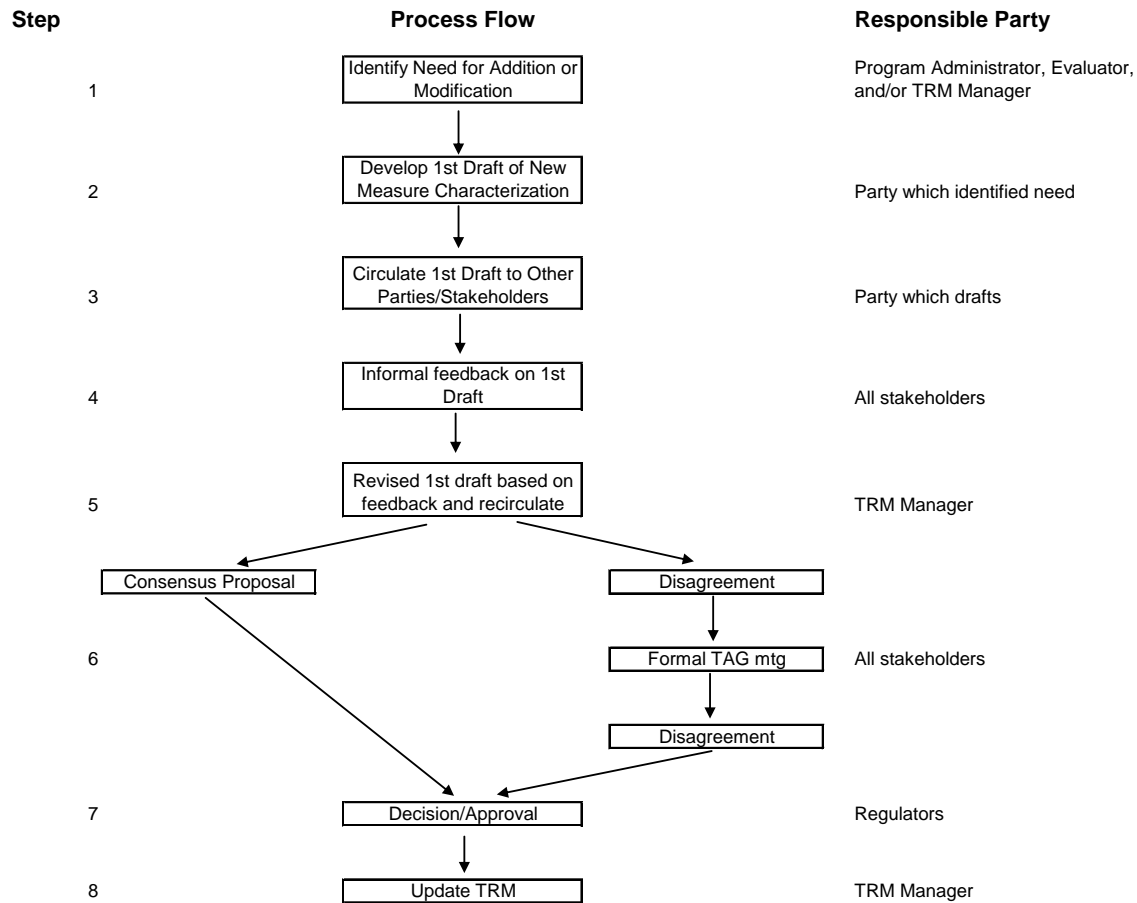 Step Process Flow Responsible Party
Identify Need for Addition or
Modification
1
Program Administrator, Evaluator,
and/or TRM Manager
Develop 1st Draft of New
Measure Characterization
2
Party which identified need
Circulate 1st Draft to Other
Parties/Stakeholders
3
Party which drafts
Informal feedback on 1st
Draft
4
All stakeholders
Revised 1st draft based on
feedback and recirculate
5
TRM Manager
Consensus Proposal
Disagreement
6
Formal TAG mtg
All stakeholders
Disagreement
7
Decision/Approval
Regulators
8
Update TRM
TRM Manager